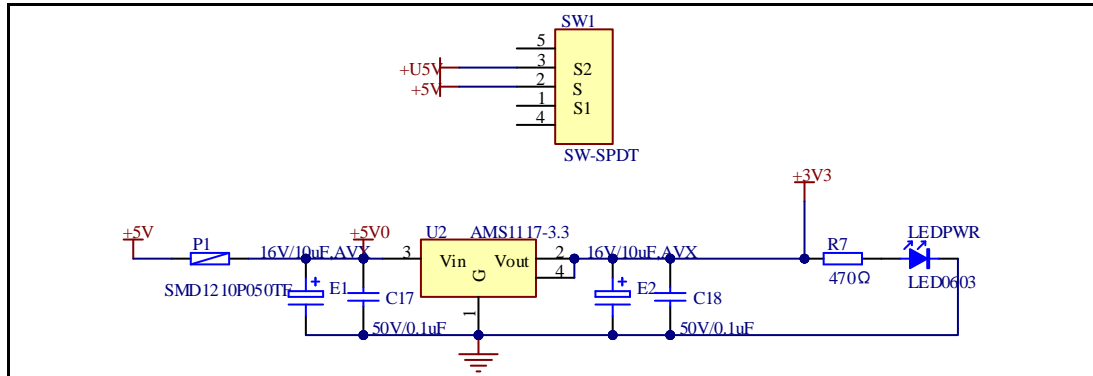 SW1
5
+U5V
3
S2
+5V
2
S
1
S1
4
SW-SPDT
+3V3
+5V
P1
+5V0
U2
AMS1117-3.3
R7
LEDPWR
16V/10uF,AVX
3
Vin
Vout
G
2
4
16V/10uF,AVX
SMD1210P050TF
E1
C17
1
E2
C18
470Ω
LED0603
50V/0.1uF
50V/0.1uF